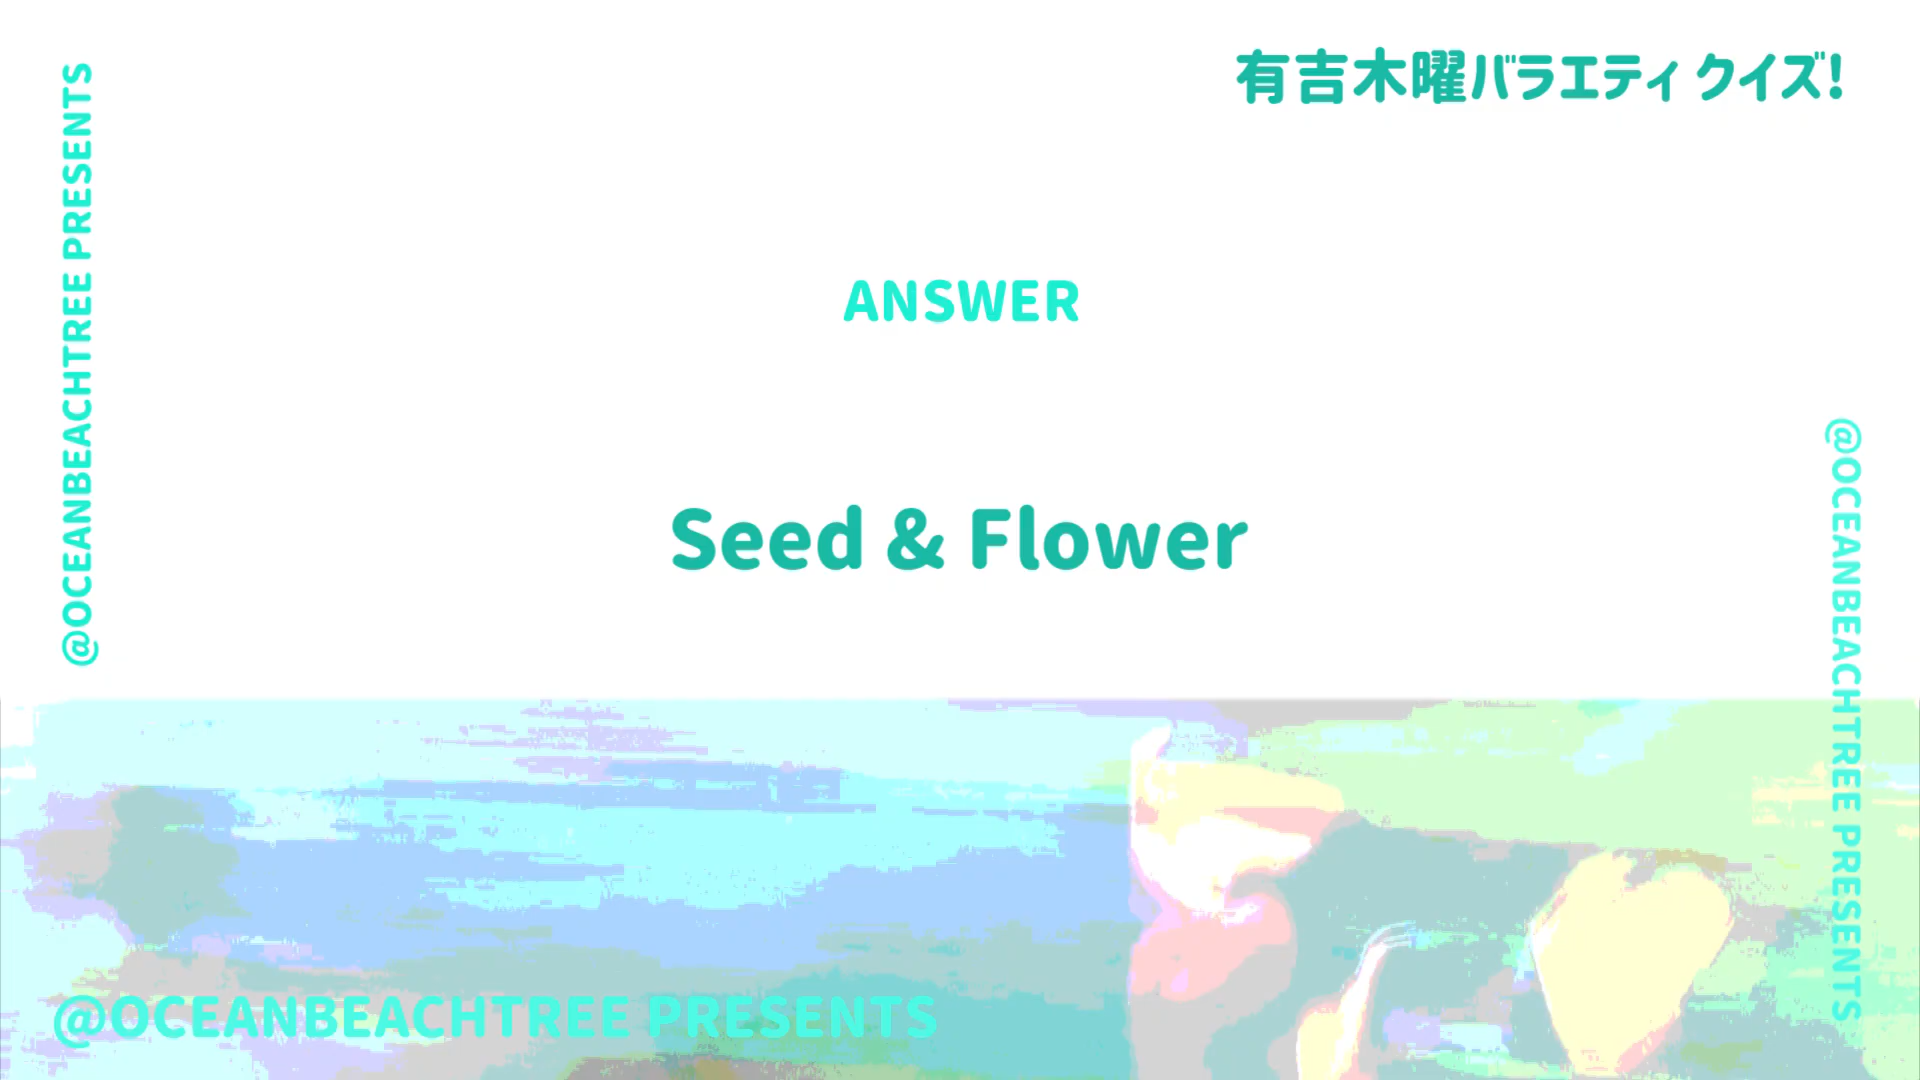 有吉木曜バラエティ クイズ!
@OCEANBEACHTREE PRESENTS
ANSWER
Seed & Flower
@OCEANBEACHTREE PRESENTS
@OCEANBEACHTREE PRESENTS